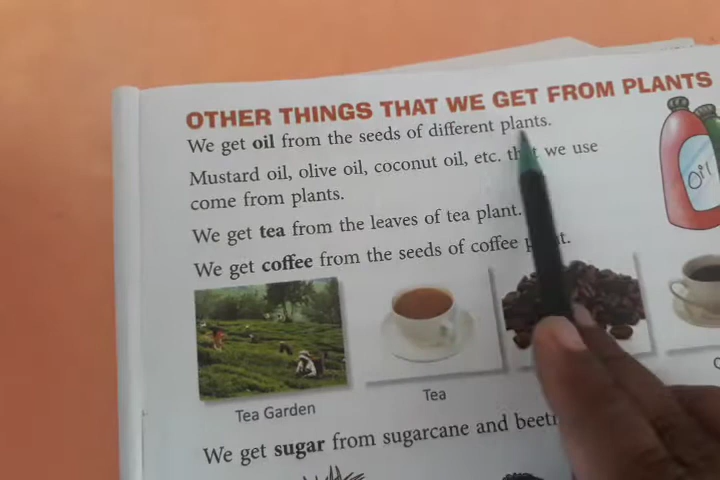 OTHER THINGS THAT WE GET FROM PLANTS
We get oil from the seeds of different plants.
Mustard oil, olive oil, coconut oil, etc. that we use
come from plants.
We get tea from the leaves of tea plant.
We get coffee from the seeds of coffee
Oil
Tea Garden
Tea
We get sugar from sugarcane and